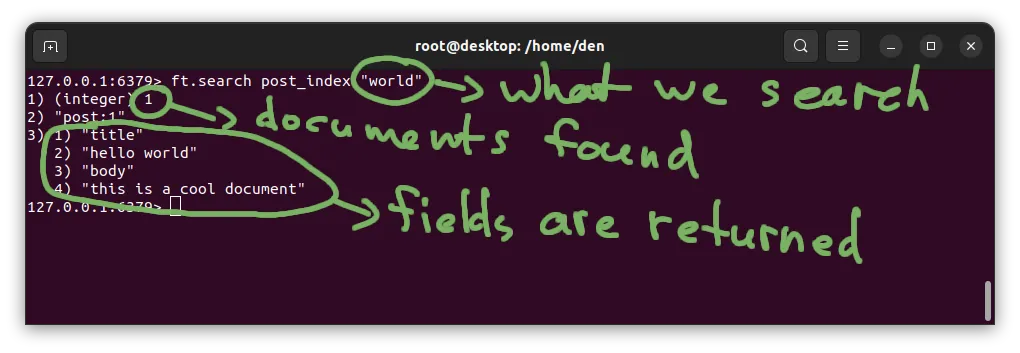 root@desktop: /home/den
127.0.0.1:6379> ft.search post_index "world"
1) (integer) 1
2) "post:1"
3) 1) "title"
2) "hello world"
3) "body"
4) "this is a cool document"
127.0.0.1:6379>
what we search
documents found
fields are returned